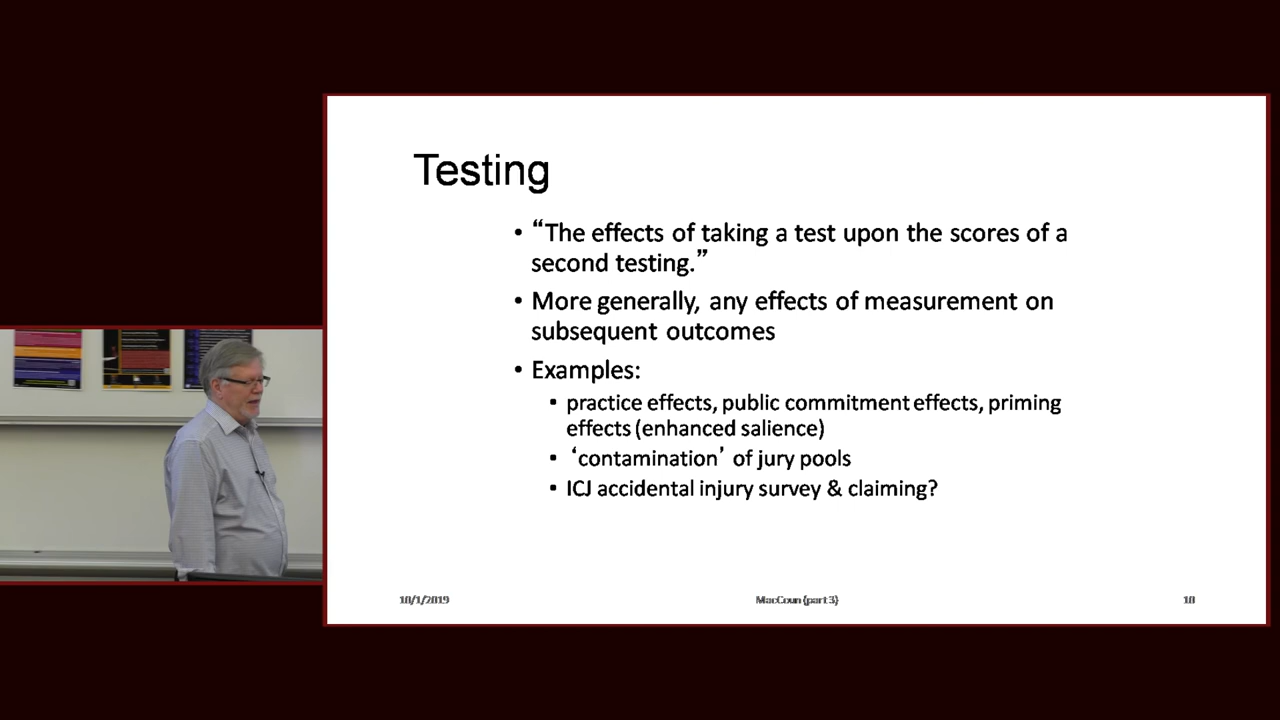 Testing
• “The effects of taking a test upon the scores of a
second testing.”
• More generally, any effects of measurement on
subsequent outcomes
• Examples:
▪ practice effects, public commitment effects, priming
effects (enhanced salience)
▪ ‘contamination’ of jury pools
▪ ICJ accidental injury survey & claiming?
10/1/2019 MacCoun (part 3) 10